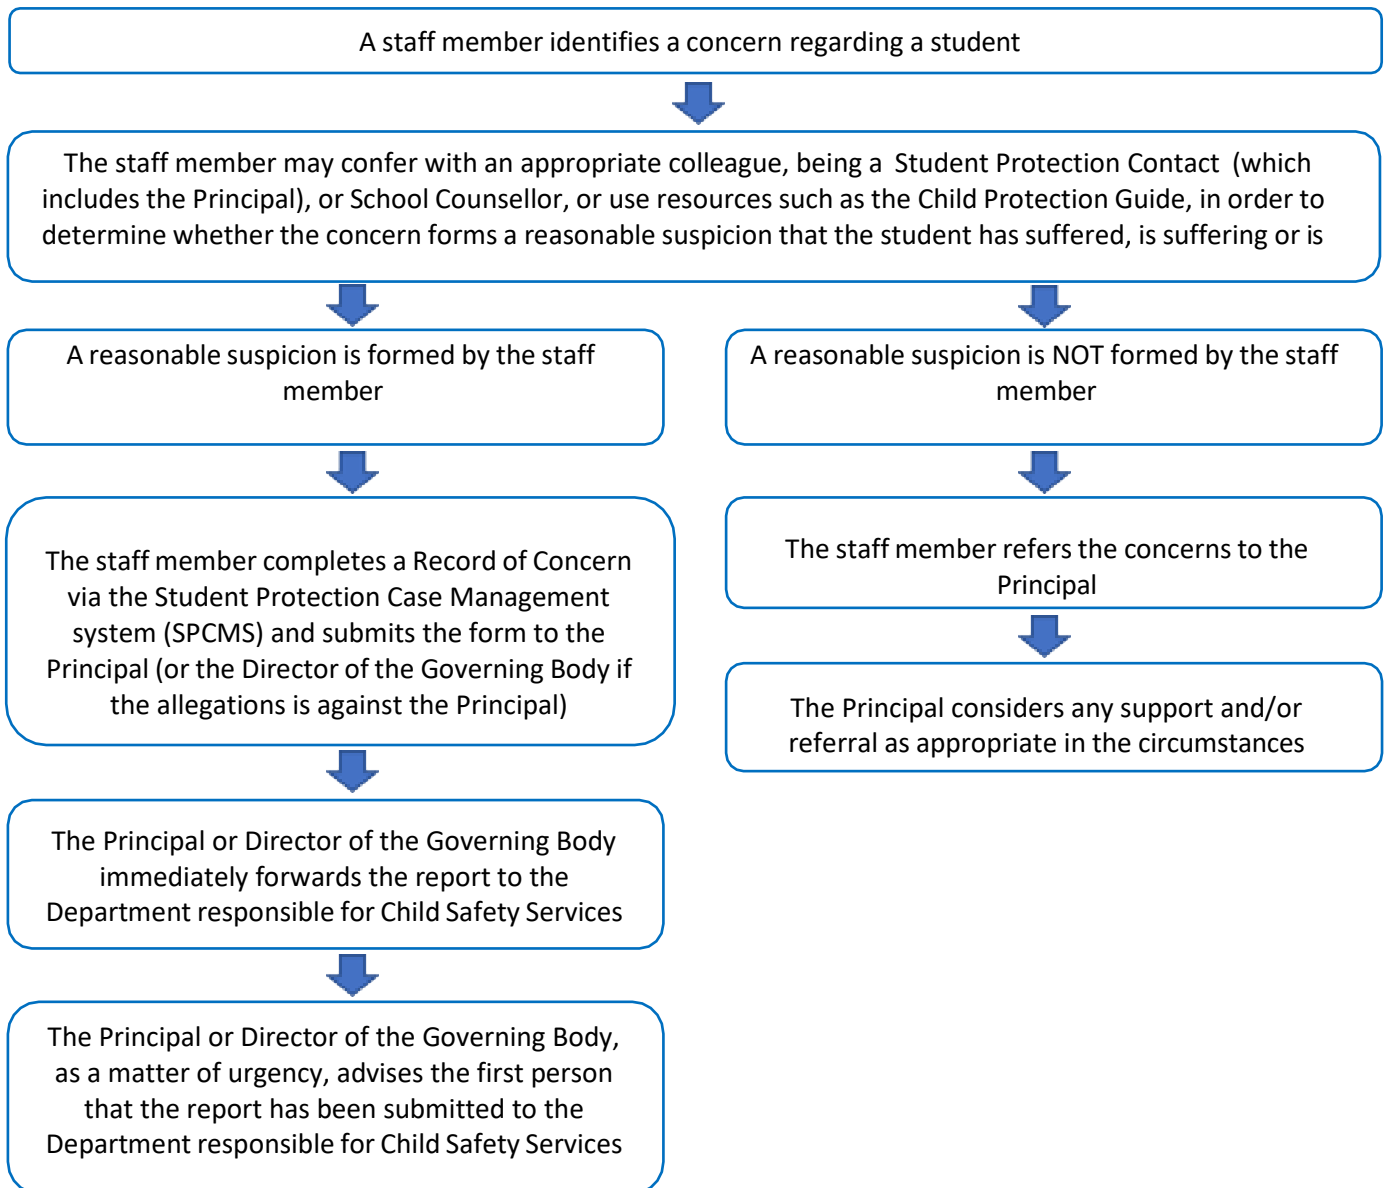 A staff member identifies a concern regarding a student
The staff member may confer with an appropriate colleague, being a Student Protection Contact (which
includes the Principal), or School Counsellor, or use resources such as the Child Protection Guide, in order to
determine whether the concern forms a reasonable suspicion that the student has suffered, is suffering or is
A reasonable suspicion is formed by the staff
member
A reasonable suspicion is NOT formed by the staff
member
The staff member completes a Record of Concern
via the Student Protection Case Management
system (SPCMS) and submits the form to the
Principal (or the Director of the Governing Body if
the allegations is against the Principal)
The staff member refers the concerns to the
Principal
The Principal considers any support and/or
referral as appropriate in the circumstances
The Principal or Director of the Governing Body
immediately forwards the report to the
Department responsible for Child Safety Services
The Principal or Director of the Governing Body,
as a matter of urgency, advises the first person
that the report has been submitted to the
Department responsible for Child Safety Services